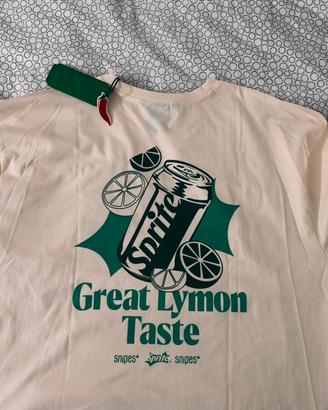 Sprite
Great Lymon
Taste
snipes® Sprite snipes®